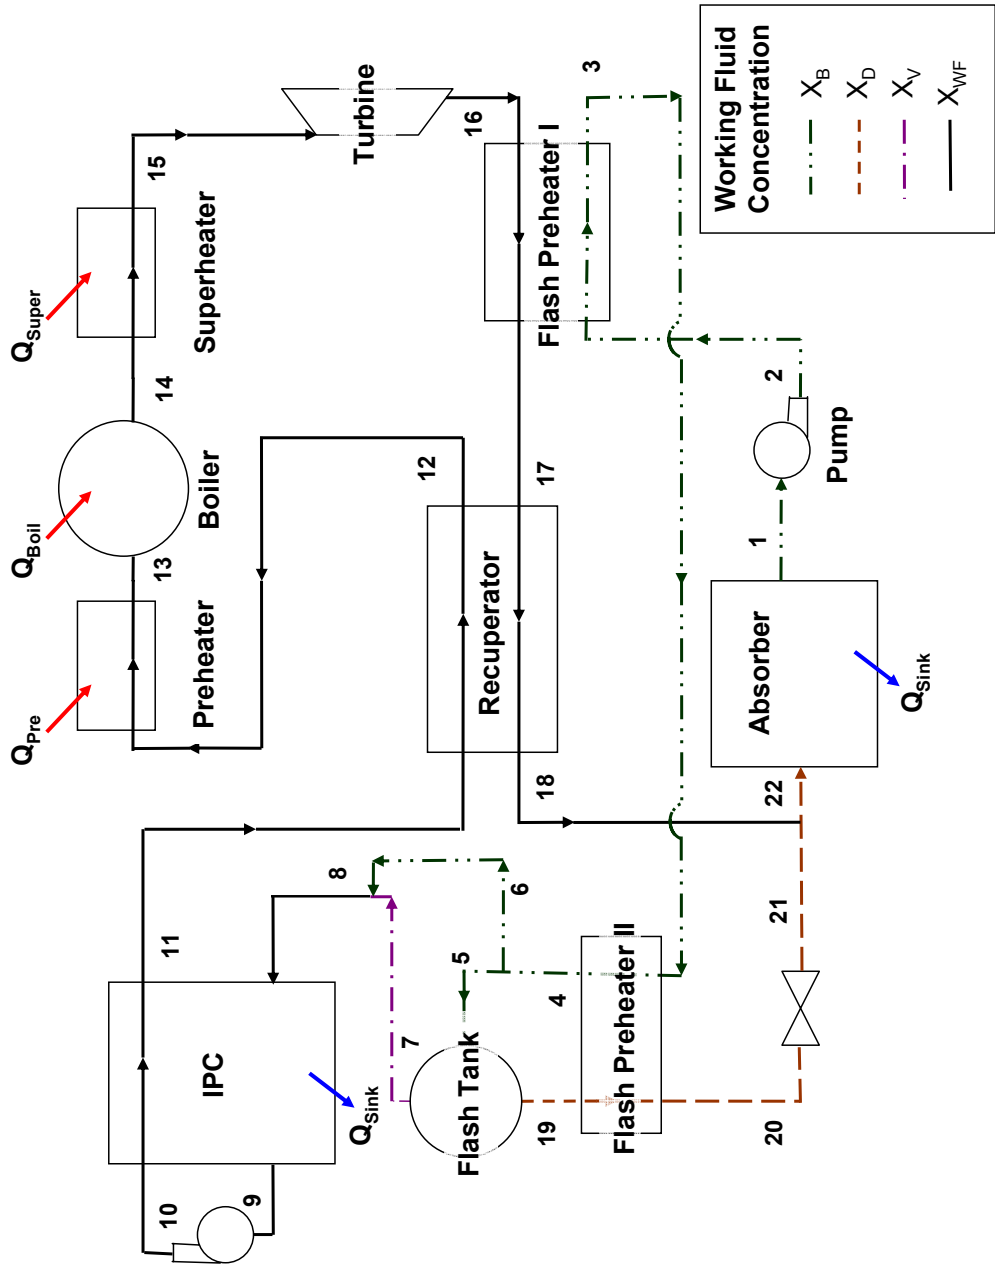 Q_Pre
Q_Boil
Q_Super
Preheater
13
Boiler
14
Superheater
15
Turbine
16
10
9
IPC
Q_Sink
11
8
12
Recuperator
18
17
Flash Preheater I
3
7
Flash Tank
5
6
4
19
Flash Preheater II
20
21
22
Absorber
Q_Sink
1
2
Pump
Working Fluid
Concentration
X_B
X_D
X_V
X_WF